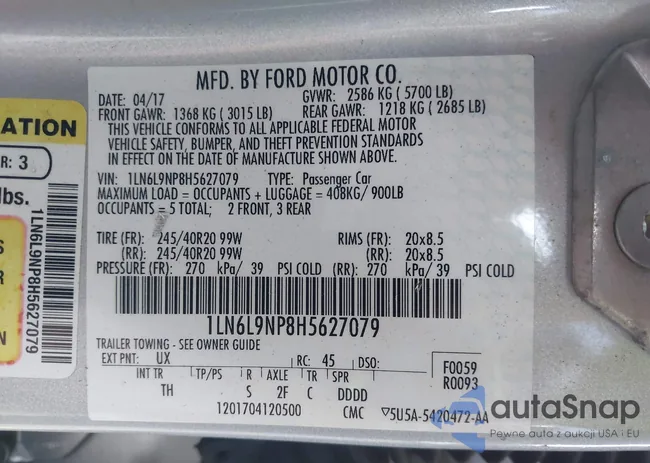 MFD. BY FORD MOTOR CO.
DATE: 04/17 GVWR: 2586 KG ( 5700 LB)
FRONT GAWR: 1368 KG ( 3015 LB) REAR GAWR: 1218 KG ( 2685 LB)
THIS VEHICLE CONFORMS TO ALL APPLICABLE FEDERAL MOTOR
VEHICLE SAFETY, BUMPER, AND THEFT PREVENTION STANDARDS
IN EFFECT ON THE DATE OF MANUFACTURE SHOWN ABOVE.
VIN: 1LN6L9NP8H5627079 TYPE: Passenger Car
MAXIMUM LOAD = OCCUPANTS + LUGGAGE = 408KG/ 900LB
OCCUPANTS = 5 TOTAL; 2 FRONT, 3 REAR
TIRE (FR): 245/40R20 99W RIMS (FR): 20x8.5
(RR): 245/40R20 99W (RR): 20x8.5
PRESSURE (FR): 270 kPa/ 39 PSI COLD (RR): 270 kPa/ 39 PSI COLD
1LN6L9NP8H5627079
TRAILER TOWING - SEE OWNER GUIDE
EXT PNT: UX RC: 45 DSO: F0059
R0093
INT TR TP/PS R AXLE TR SPR
TH S 2F C DDDD
1201704120500 CMC ▽5U5A-5420472-AA
ATION
R: 3
lbs.
S
ER
S
1LN6L9NP8H5627079
autaSnap
Pewne auta z aukcji USA i EU